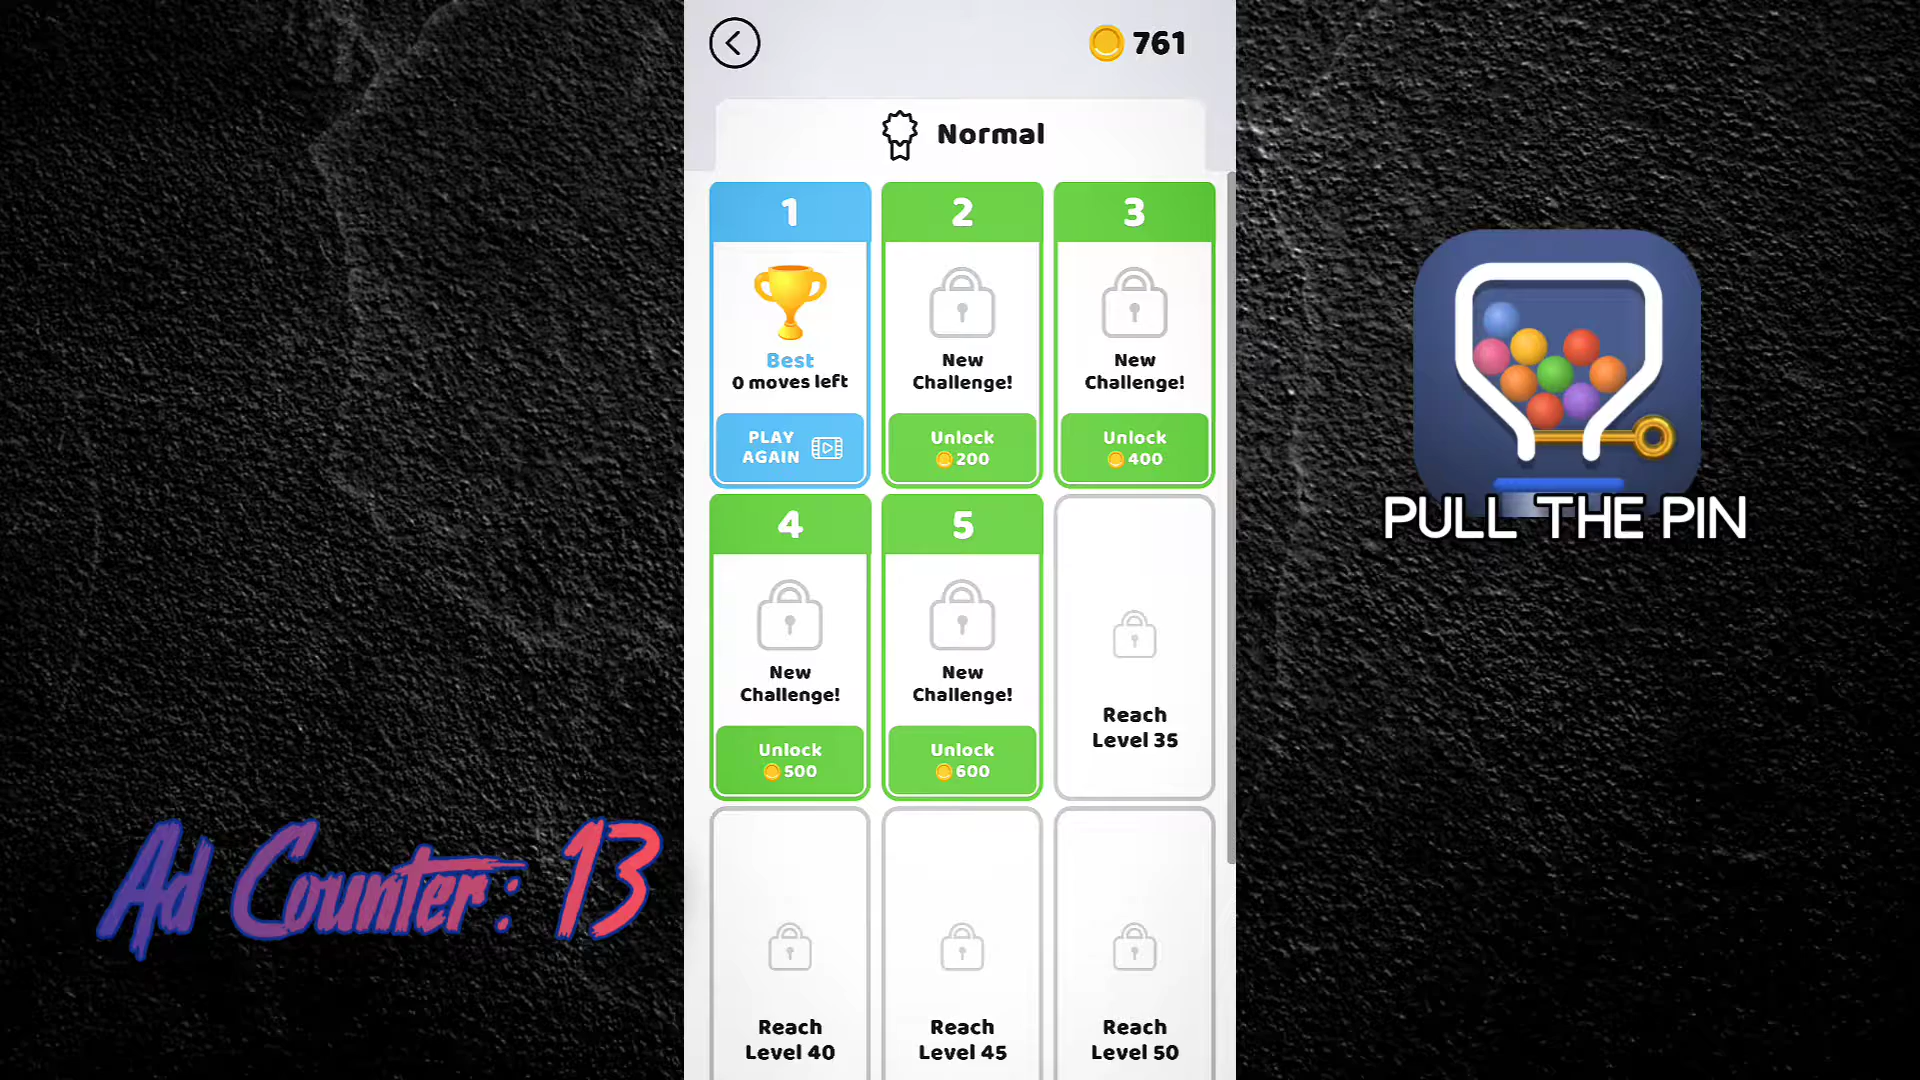 761
Normal
1
2
3
Best
0 moves left
New
Challenge!
New
Challenge!
PLAY
AGAIN
Unlock
200
Unlock
400
PULL THE PIN
4
5
New
Challenge!
New
Challenge!
Reach
Level 35
Unlock
500
Unlock
600
Ad Counter: 13
Reach
Level 40
Reach
Level 45
Reach
Level 50